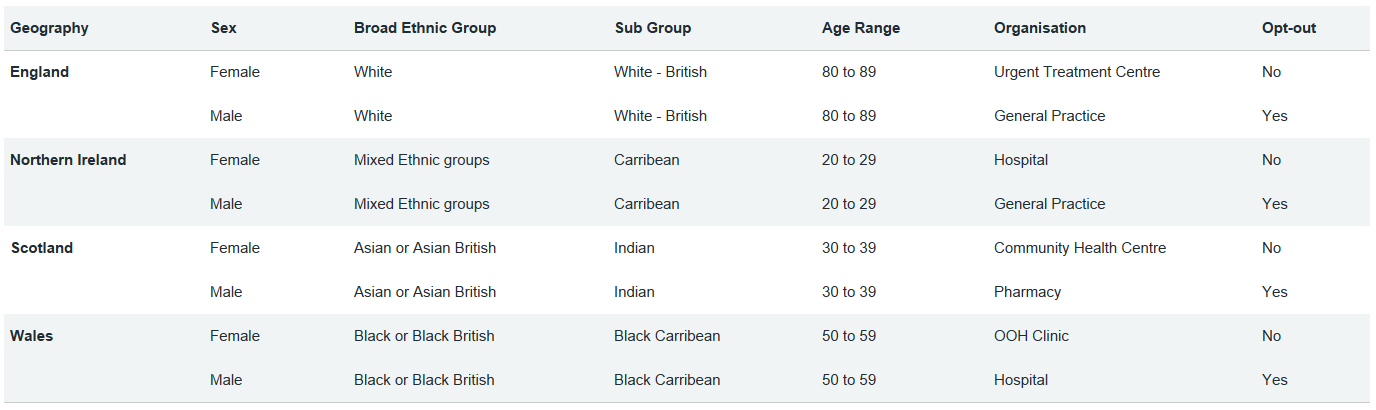 Geography Sex Broad Ethnic Group Sub Group Age Range Organisation Opt-out
England Female White White - British 80 to 89 Urgent Treatment Centre No
Male White White - British 80 to 89 General Practice Yes
Northern Ireland Female Mixed Ethnic groups Carribean 20 to 29 Hospital No
Male Mixed Ethnic groups Carribean 20 to 29 General Practice Yes
Scotland Female Asian or Asian British Indian 30 to 39 Community Health Centre No
Male Asian or Asian British Indian 30 to 39 Pharmacy Yes
Wales Female Black or Black British Black Carribean 50 to 59 OOH Clinic No
Male Black or Black British Black Carribean 50 to 59 Hospital Yes